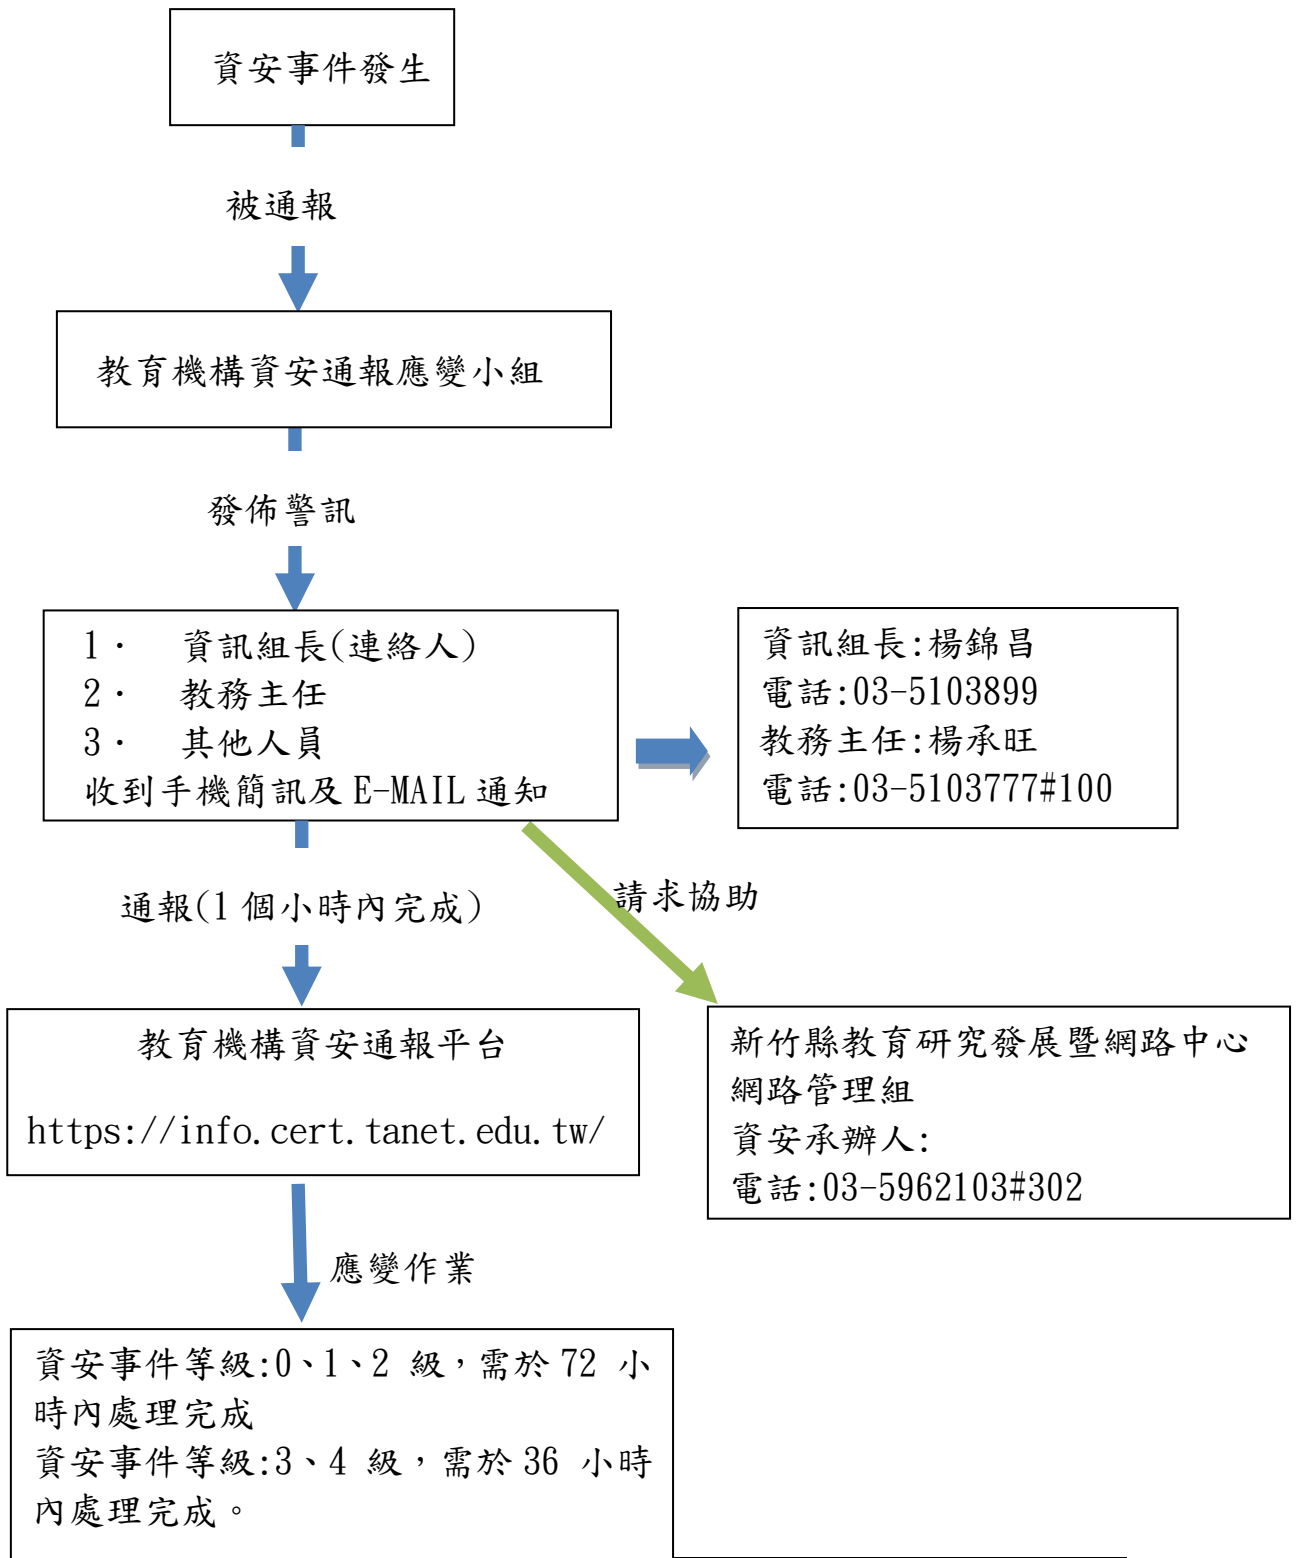 資安事件發生
被通報
教育機構資安通報應變小組
發佈警訊
1． 資訊組長(連絡人)
2． 教務主任
3． 其他人員
收到手機簡訊及 E-MAIL 通知
資訊組長:楊錦昌
電話:03-5103899
教務主任:楊承旺
電話:03-5103777#100
通報(1 個小時內完成)
請求協助
教育機構資安通報平台
https://info.cert.tanet.edu.tw/
新竹縣教育研究發展暨網路中心
網路管理組
資安承辦人:
電話:03-5962103#302
應變作業
資安事件等級:0、1、2 級，需於 72 小
時內處理完成
資安事件等級:3、4 級，需於 36 小時
內處理完成。